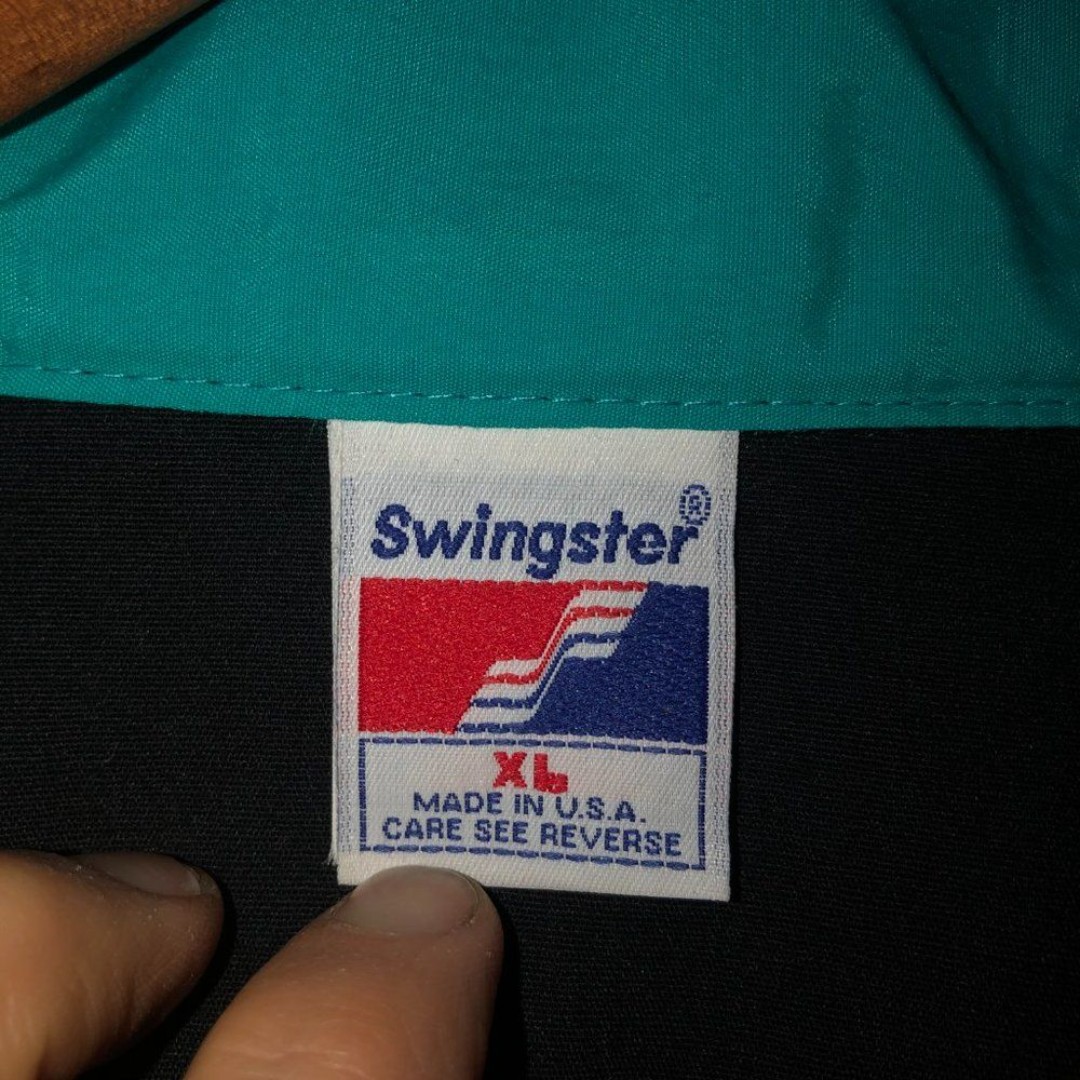 Swingster®
XL
MADE IN U.S.A.
CARE SEE REVERSE